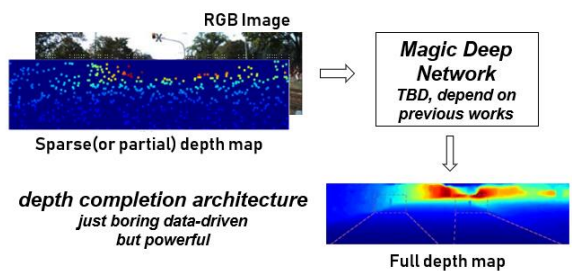 RGB Image
Sparse(or partial) depth map
Magic Deep
Network
TBD, depend on
previous works
depth completion architecture
just boring data-driven
but powerful
Full depth map